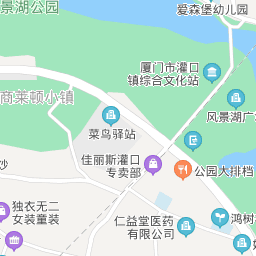 风景湖公园
爱森堡幼儿园
厦门市灌口
镇综合文化站
商莱顿小镇
风景湖广
菜鸟驿站
佳丽斯灌口
专卖部
公园大排档
沙
独衣无二
女装童装
仁益堂医药
有限公司
鸿树